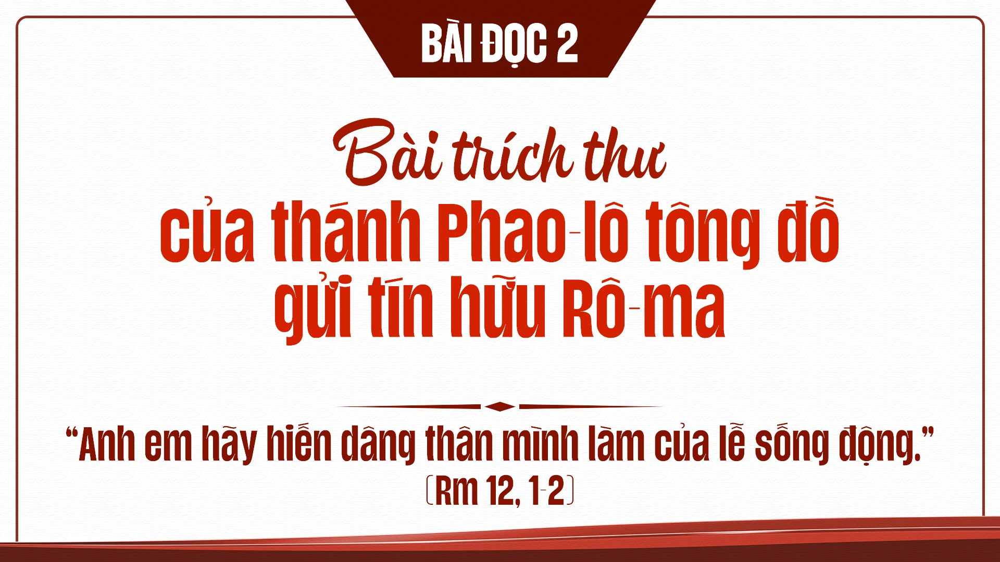 BÀI ĐỌC 2
Bài trích thư
của thánh Phao-lô tông đồ
gửi tín hữu Rô-ma
“Anh em hãy hiến dâng thân mình làm của lễ sống động.”
(Rm 12, 1-2)